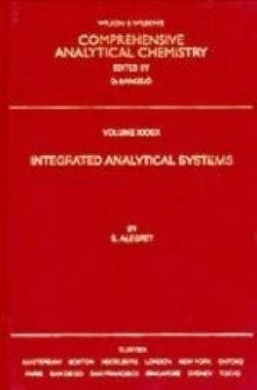 WILSON & WILSON'S
COMPREHENSIVE
ANALYTICAL CHEMISTRY
EDITED BY
D. BARCELÓ
VOLUME XXXIX
INTEGRATED ANALYTICAL SYSTEMS
BY
S. ALEGRET
ELSEVIER
AMSTERDAM BOSTON HEIDELBERG LONDON NEW YORK OXFORD
PARIS SAN DIEGO SAN FRANCISCO SINGAPORE SYDNEY TOKYO